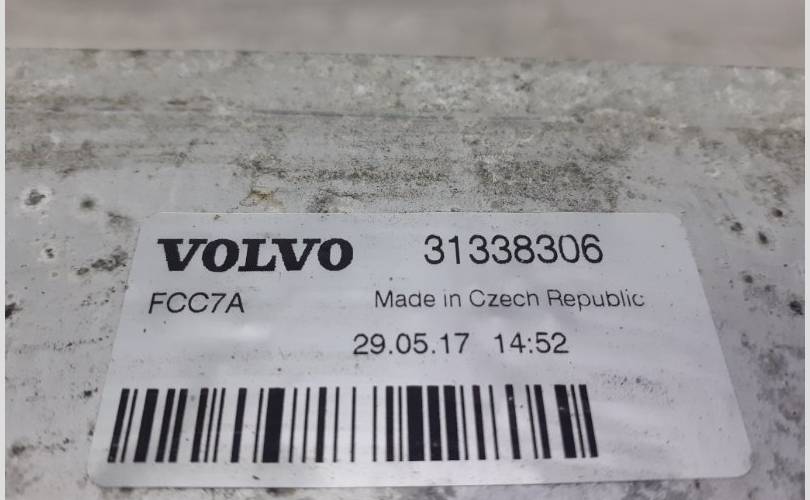 VOLVO 31338306
FCC7A Made in Czech Republic
29.05.17 14:52